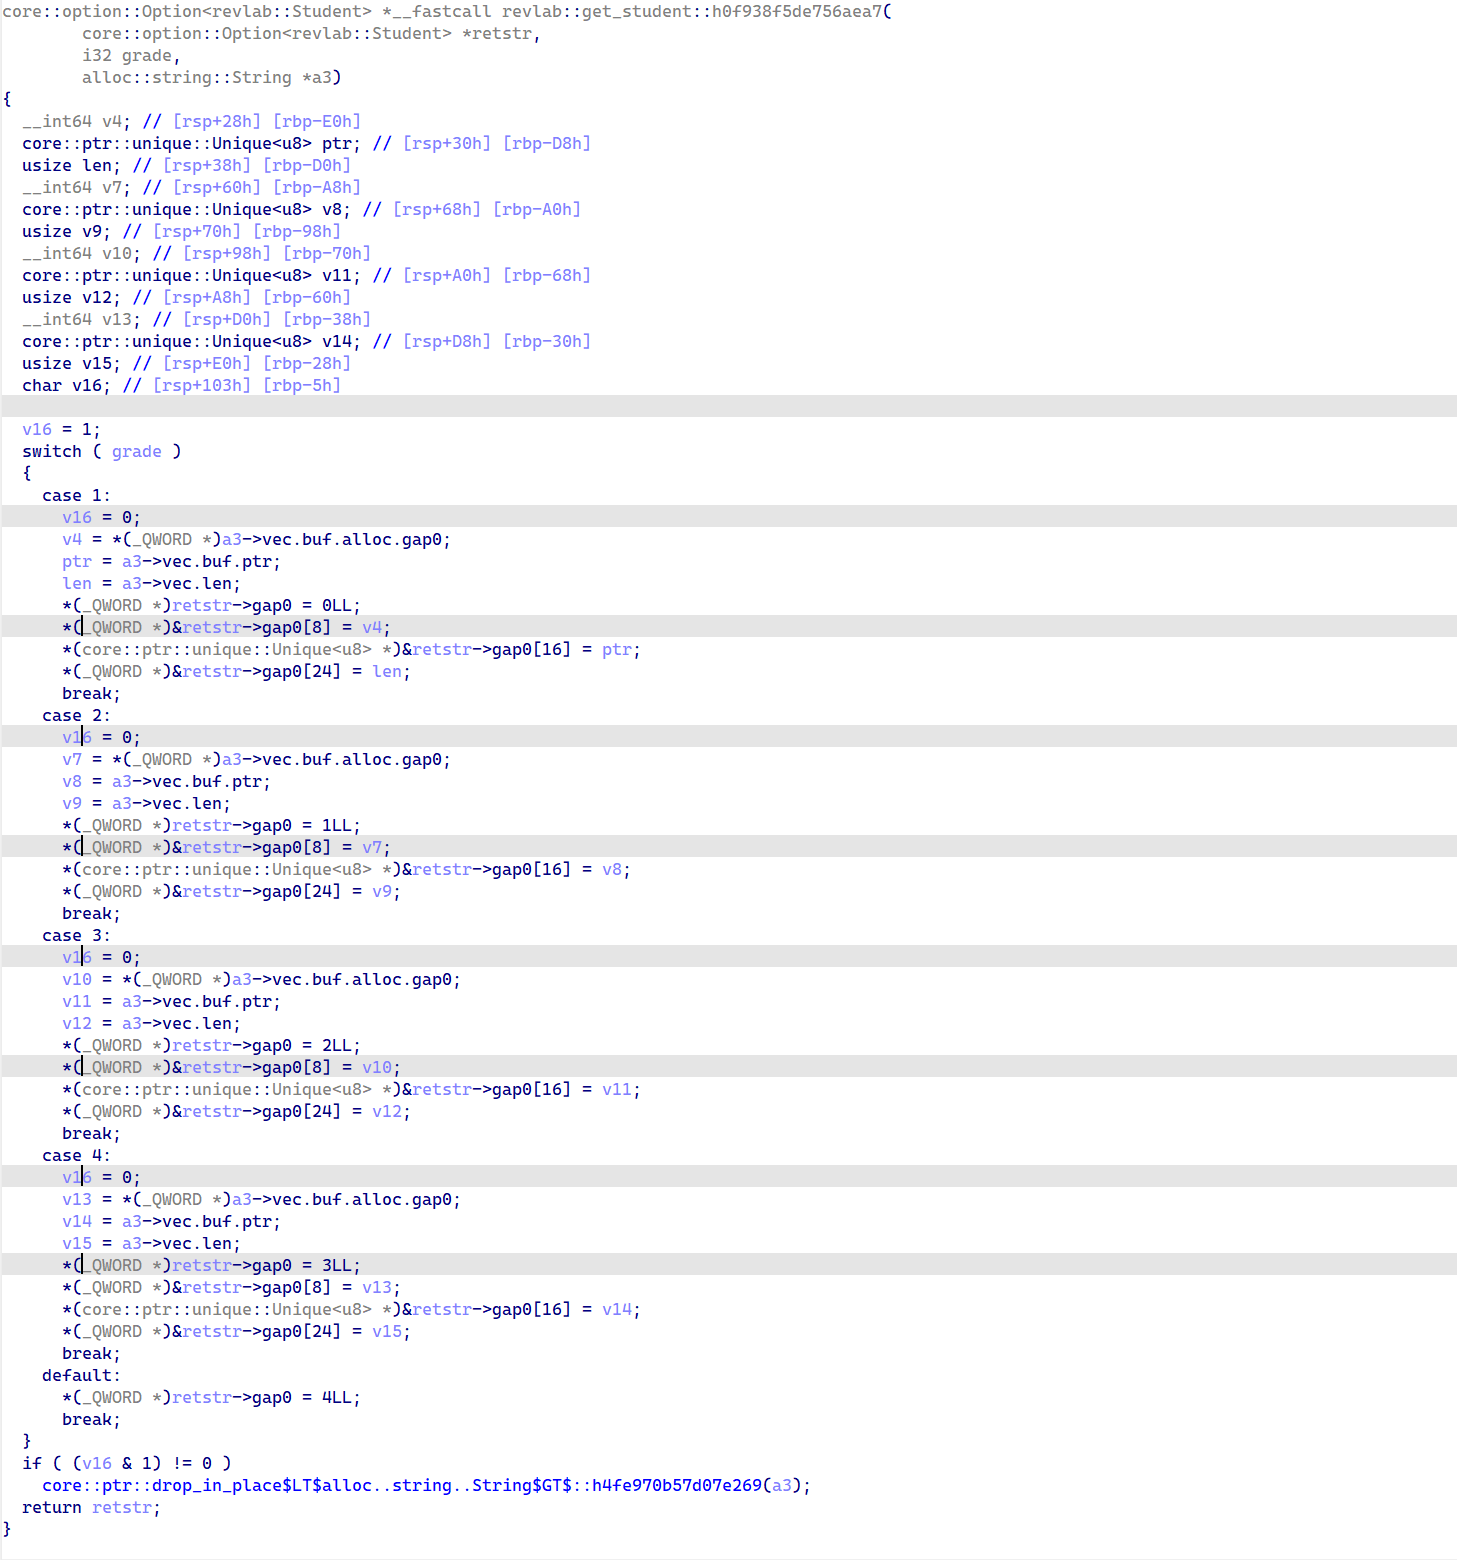 core::option::Option<revlab::Student> *__fastcall revlab::get_student::h0f938f5de756aea7(
        core::option::Option<revlab::Student> *retstr,
        i32 grade,
        alloc::string::String *a3)
{
  __int64 v4; // [rsp+28h] [rbp-E0h]
  core::ptr::unique::Unique<u8> ptr; // [rsp+30h] [rbp-D8h]
  usize len; // [rsp+38h] [rbp-D0h]
  __int64 v7; // [rsp+60h] [rbp-A8h]
  core::ptr::unique::Unique<u8> v8; // [rsp+68h] [rbp-A0h]
  usize v9; // [rsp+70h] [rbp-98h]
  __int64 v10; // [rsp+98h] [rbp-70h]
  core::ptr::unique::Unique<u8> v11; // [rsp+A0h] [rbp-68h]
  usize v12; // [rsp+A8h] [rbp-60h]
  __int64 v13; // [rsp+D0h] [rbp-38h]
  core::ptr::unique::Unique<u8> v14; // [rsp+D8h] [rbp-30h]
  usize v15; // [rsp+E0h] [rbp-28h]
  char v16; // [rsp+103h] [rbp-5h]

  v16 = 1;
  switch ( grade )
  {
    case 1:
      v16 = 0;
      v4 = *(_QWORD *)a3->vec.buf.alloc.gap0;
      ptr = a3->vec.buf.ptr;
      len = a3->vec.len;
      *(_QWORD *)retstr->gap0 = 0LL;
      *(_QWORD *)&retstr->gap0[8] = v4;
      *(core::ptr::unique::Unique<u8> *)&retstr->gap0[16] = ptr;
      *(_QWORD *)&retstr->gap0[24] = len;
      break;
    case 2:
      v16 = 0;
      v7 = *(_QWORD *)a3->vec.buf.alloc.gap0;
      v8 = a3->vec.buf.ptr;
      v9 = a3->vec.len;
      *(_QWORD *)retstr->gap0 = 1LL;
      *(_QWORD *)&retstr->gap0[8] = v7;
      *(core::ptr::unique::Unique<u8> *)&retstr->gap0[16] = v8;
      *(_QWORD *)&retstr->gap0[24] = v9;
      break;
    case 3:
      v16 = 0;
      v10 = *(_QWORD *)a3->vec.buf.alloc.gap0;
      v11 = a3->vec.buf.ptr;
      v12 = a3->vec.len;
      *(_QWORD *)retstr->gap0 = 2LL;
      *(_QWORD *)&retstr->gap0[8] = v10;
      *(core::ptr::unique::Unique<u8> *)&retstr->gap0[16] = v11;
      *(_QWORD *)&retstr->gap0[24] = v12;
      break;
    case 4:
      v16 = 0;
      v13 = *(_QWORD *)a3->vec.buf.alloc.gap0;
      v14 = a3->vec.buf.ptr;
      v15 = a3->vec.len;
      *(_QWORD *)retstr->gap0 = 3LL;
      *(_QWORD *)&retstr->gap0[8] = v13;
      *(core::ptr::unique::Unique<u8> *)&retstr->gap0[16] = v14;
      *(_QWORD *)&retstr->gap0[24] = v15;
      break;
    default:
      *(_QWORD *)retstr->gap0 = 4LL;
      break;
  }
  if ( (v16 & 1) != 0 )
    core::ptr::drop_in_place$LT$alloc..string..String$GT$::h4fe970b57d07e269(a3);
  return retstr;
}